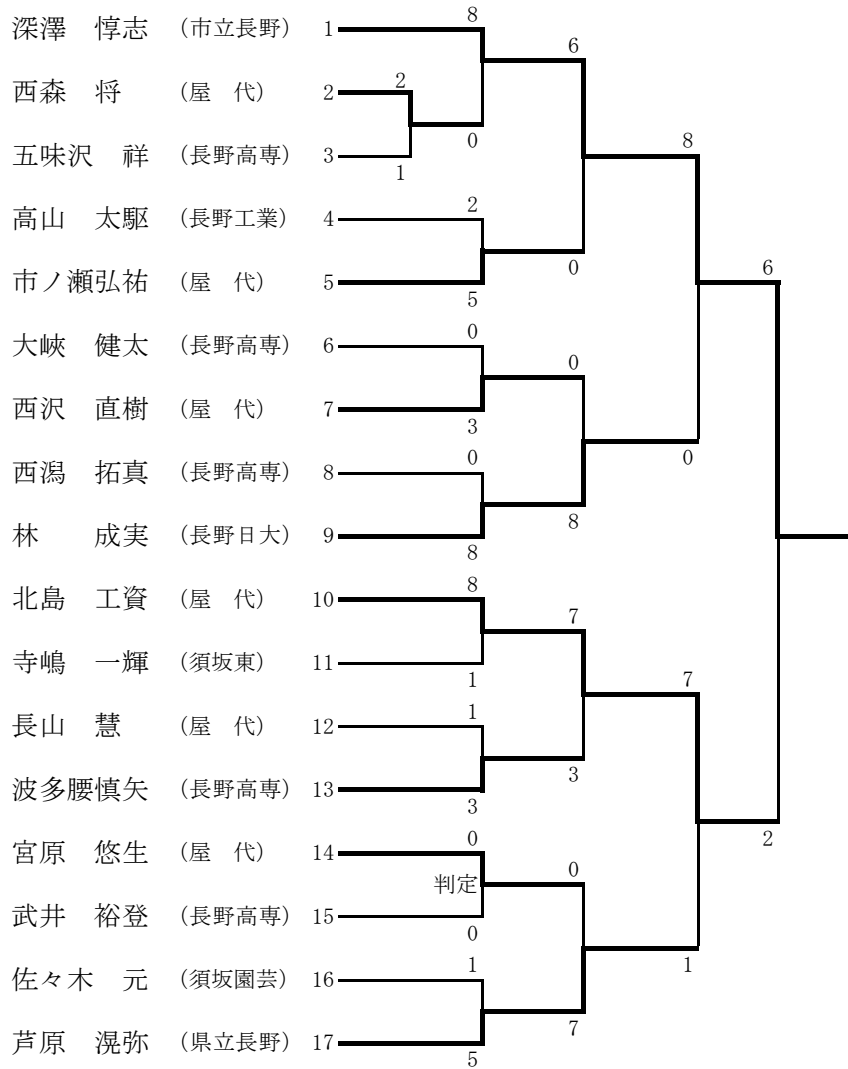 8
深澤 惇志 (市立長野) 1
6
西森 将 (屋 代) 2 2
0
五味沢 祥 (長野高専) 3 8
1
高山 太駆 (長野工業) 4 2
0
市ノ瀬弘祐 (屋 代) 5 6
5
大峽 健太 (長野高専) 6 0
0
西沢 直樹 (屋 代) 7
3
西潟 拓真 (長野高専) 8 0 0
8
林 成実 (長野日大) 9
8
北島 工資 (屋 代) 10 8
7
寺嶋 一輝 (須坂東) 11
1 7
長山 慧 (屋 代) 12 1
3
波多腰慎矢 (長野高専) 13
3
宮原 悠生 (屋 代) 14 0 2
判定 0
武井 裕登 (長野高専) 15
0
佐々木 元 (須坂園芸) 16 1 1
7
芦原 滉弥 (県立長野) 17
5